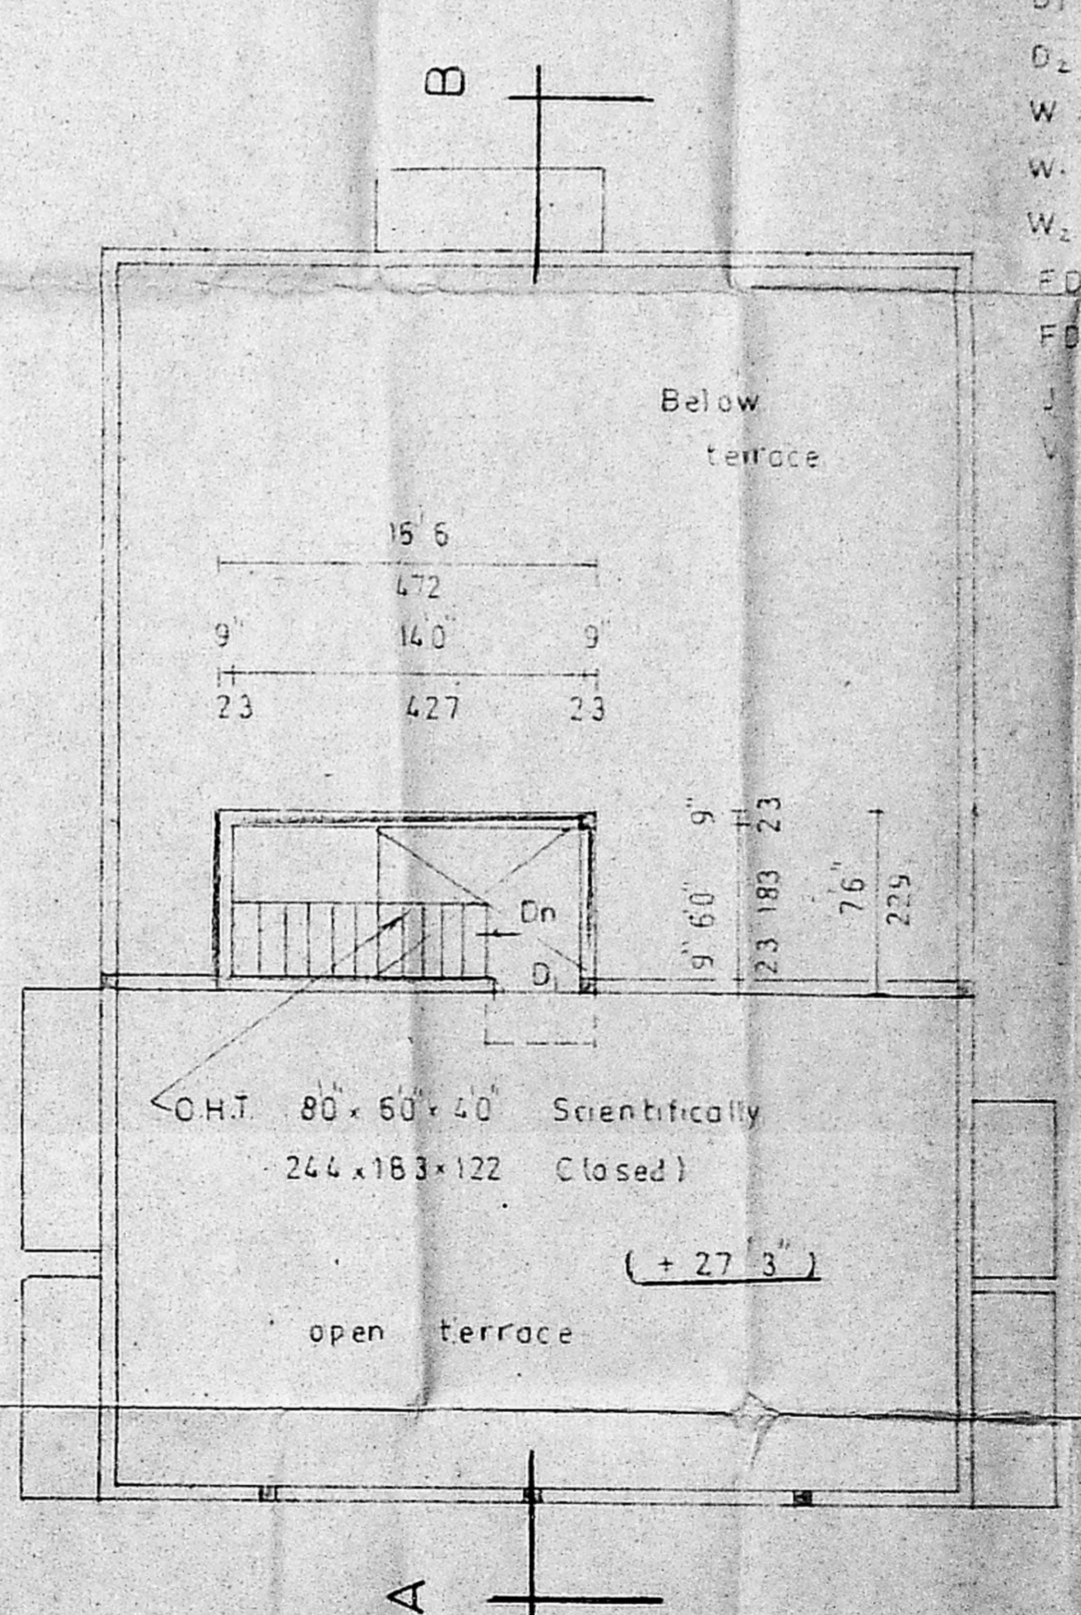 B
D2
W
W
W2
FD
FD
J
V
Below
terrace
15'6
472
9" 14'0" 9"
23 427 23
9" 6'0" 9"
23 183 23
7'6"
229
Dn
D
O.H.T. 8'0" x 6'0" x 4'0" Scientifically
244 x 183 x 122 Closed)
( + 27'3" )
open terrace
A